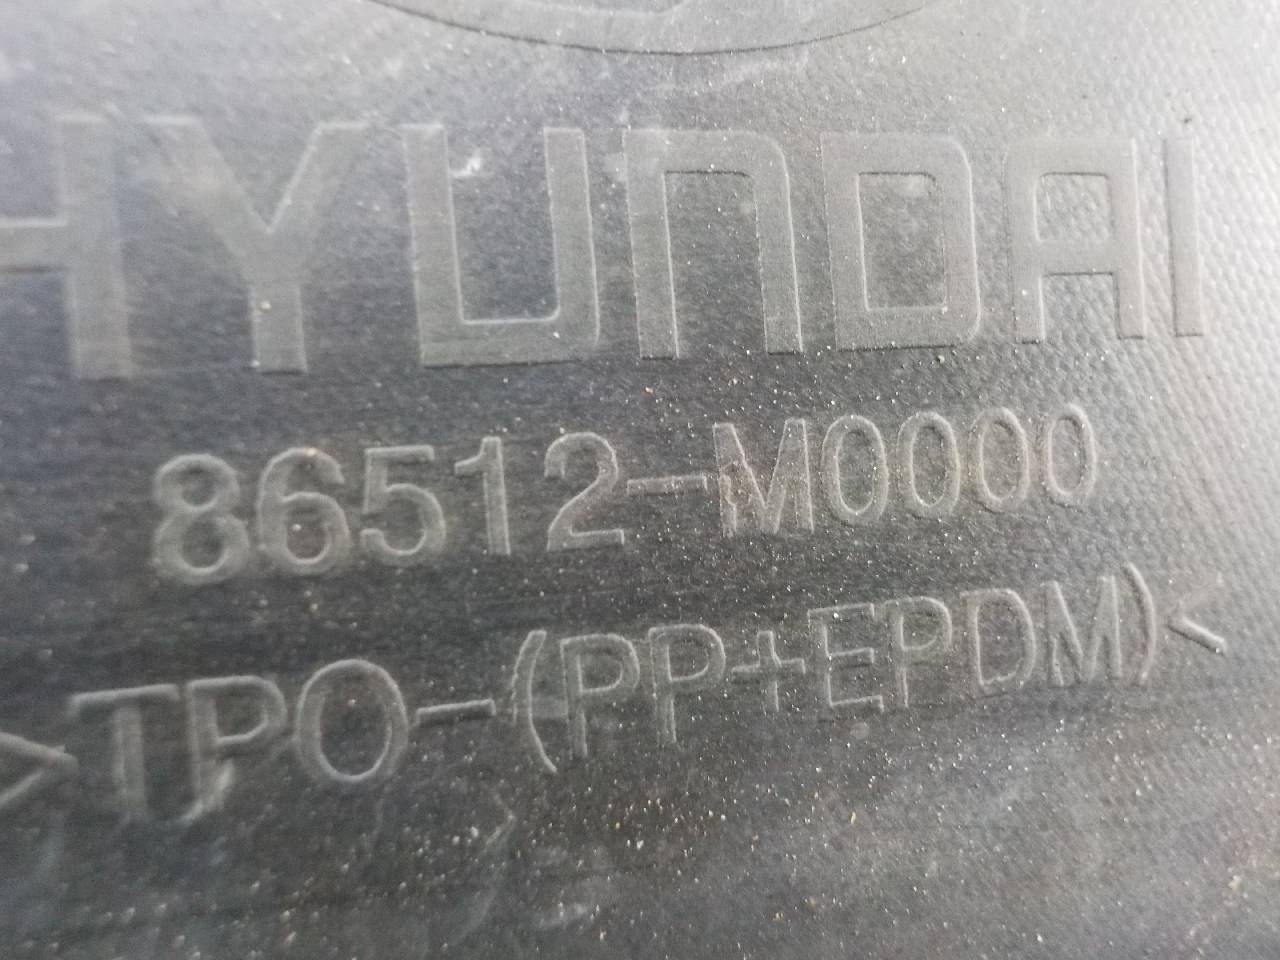 HYUNDAI
86512-M0000
>TPO-(PP+EPDM)<